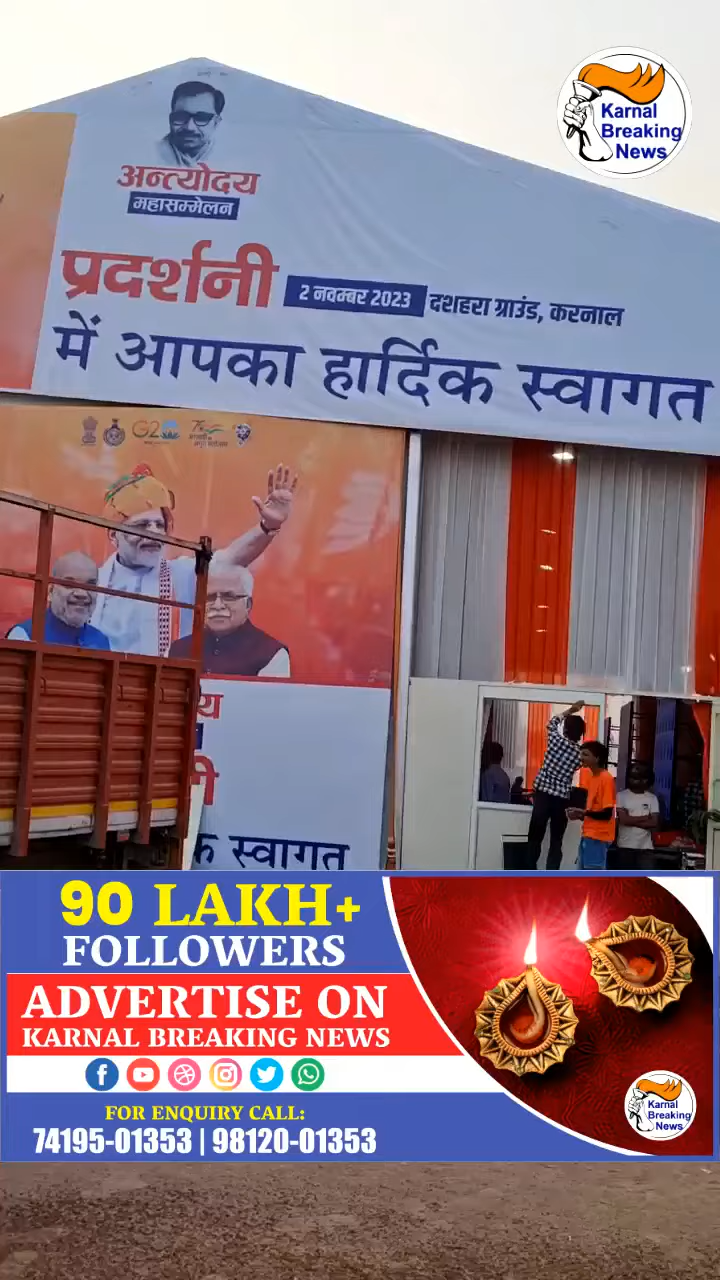 Karnal
Breaking
News
अन्त्योदय
महासम्मेलन
प्रदर्शनी 2 नवम्बर 2023 दशहरा ग्राउंड, करनाल
में आपका हार्दिक स्वागत
G20
य
स्वागत
90 LAKH+
FOLLOWERS
ADVERTISE ON
KARNAL BREAKING NEWS
FOR ENQUIRY CALL:
74195-01353 | 98120-01353
Karnal
Breaking
News